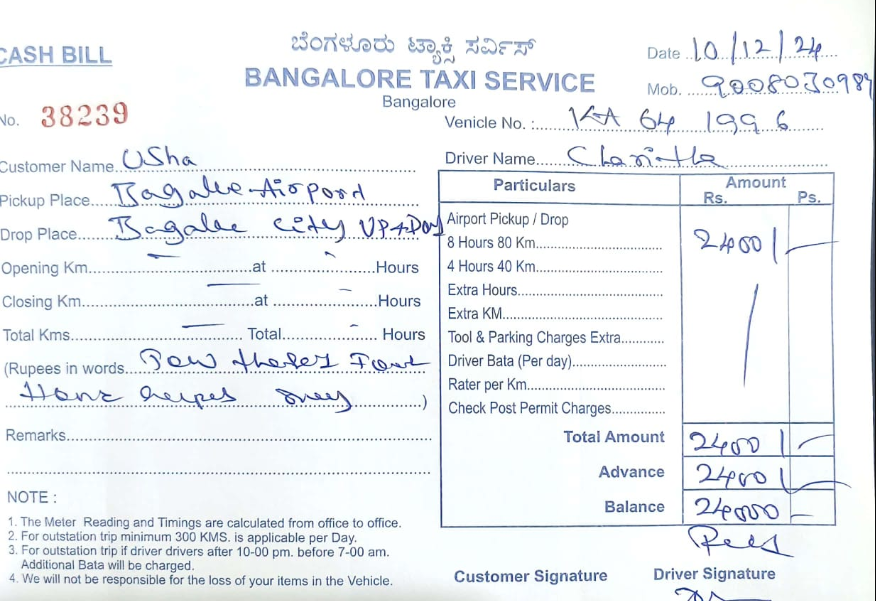 CASH BILL
ಬೆಂಗಳೂರು ಟ್ಯಾಕ್ಸಿ ಸರ್ವಿಸ್
BANGALORE TAXI SERVICE
Bangalore
Date 10/12/24
Mob. 9008030984
No. 38239
Venicle No. : KA 64 1996
Customer Name Usha
Driver Name
Pickup Place
Drop Place City
Opening Km. at Hours
Closing Km. at Hours
Total Kms Total Hours
(Rupees in words
)
Remarks
Particulars Amount
Rs. Ps.
Airport Pickup / Drop
8 Hours 80 Km. 2400/-
4 Hours 40 Km.
Extra Hours
Extra KM.
Tool & Parking Charges Extra
Driver Bata (Per day)
Rater per Km.
Check Post Permit Charges
Total Amount 2400/-
Advance 2400/-
Balance 24000-
NOTE :
1. The Meter Reading and Timings are calculated from office to office.
2. For outstation trip minimum 300 KMS. is applicable per Day.
3. For outstation trip if driver drivers after 10-00 pm. before 7-00 am.
Additional Bata will be charged.
4. We will not be responsible for the loss of your items in the Vehicle.
Customer Signature Driver Signature